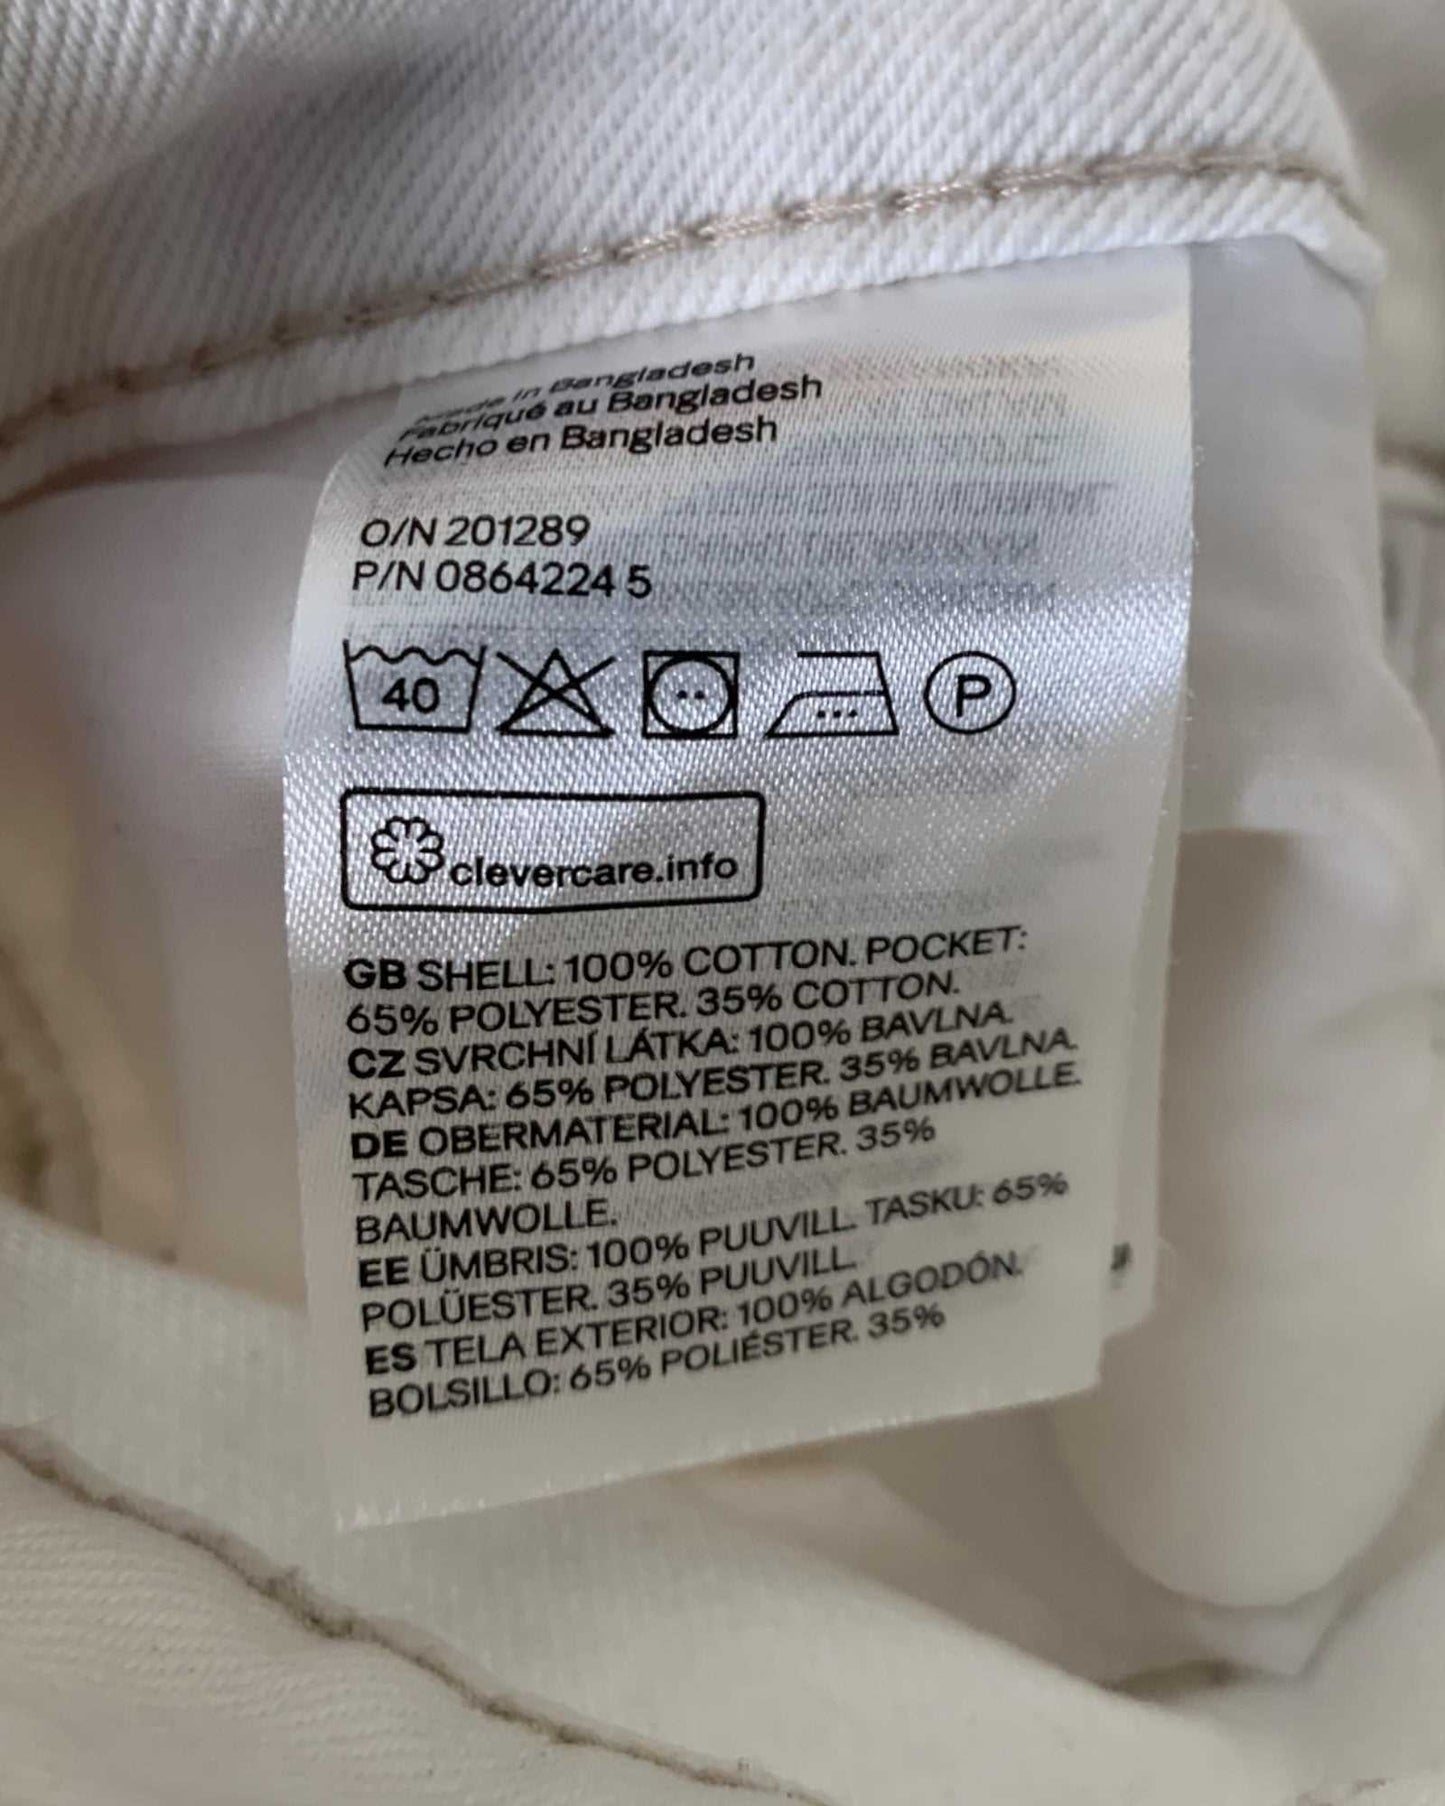 Made in Bangladesh
Fabriqué au Bangladesh
Hecho en Bangladesh
O/N 201289
P/N 0864224 5
40 P
clevercare.info
GB SHELL: 100% COTTON. POCKET:
65% POLYESTER. 35% COTTON.
CZ SVRCHNÍ LÁTKA: 100% BAVLNA.
KAPSA: 65% POLYESTER. 35% BAVLNA.
DE OBERMATERIAL: 100% BAUMWOLLE.
TASCHE: 65% POLYESTER. 35%
BAUMWOLLE.
EE ÜMBRIS: 100% PUUVILL. TASKU: 65%
POLÜESTER. 35% PUUVILL.
ES TELA EXTERIOR: 100% ALGODÓN.
BOLSILLO: 65% POLIÉSTER. 35%